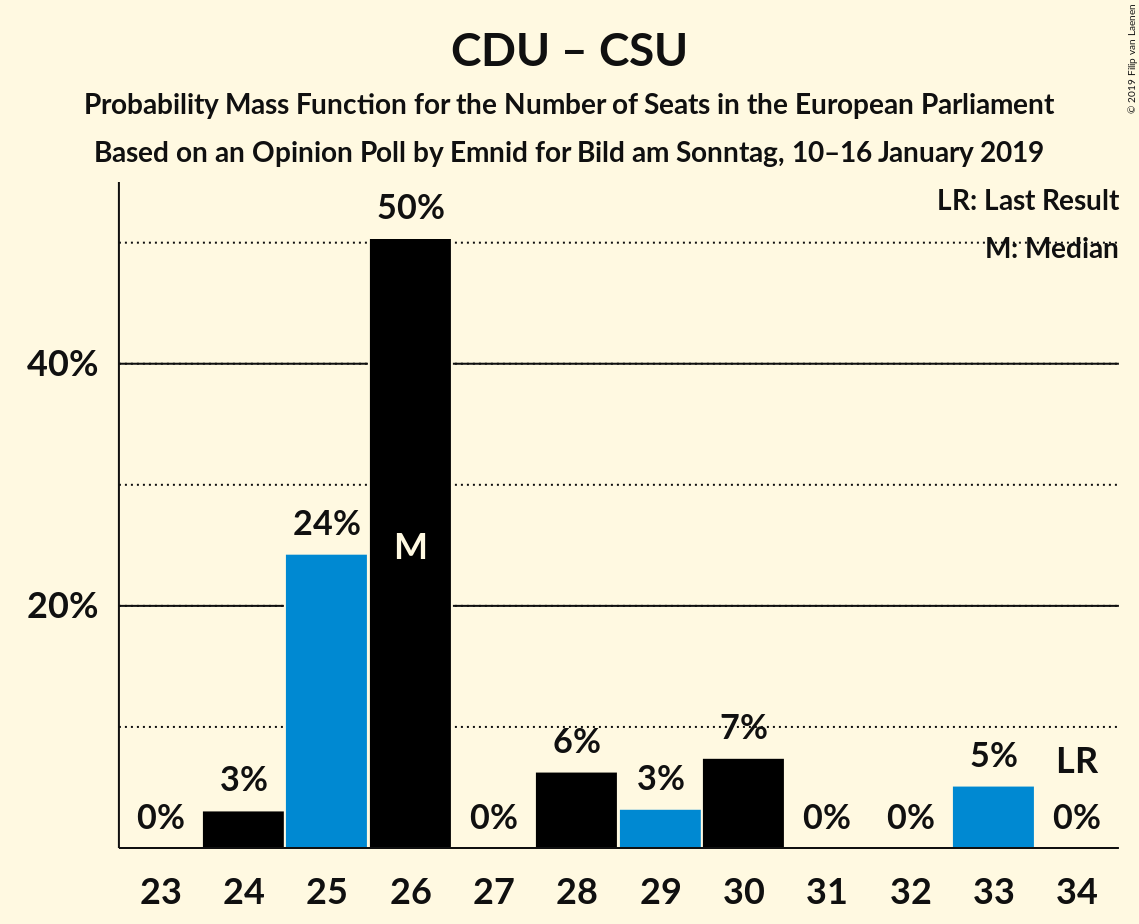 CDU – CSU
Probability Mass Function for the Number of Seats in the European Parliament
Based on an Opinion Poll by Emnid for Bild am Sonntag, 10–16 January 2019
© 2019 Filip van Laenen
LR: Last Result
M: Median
40%
20%
0%
3%
24%
50%
M
0%
6%
3%
7%
0%
0%
5%
LR
0%
23 24 25 26 27 28 29 30 31 32 33 34